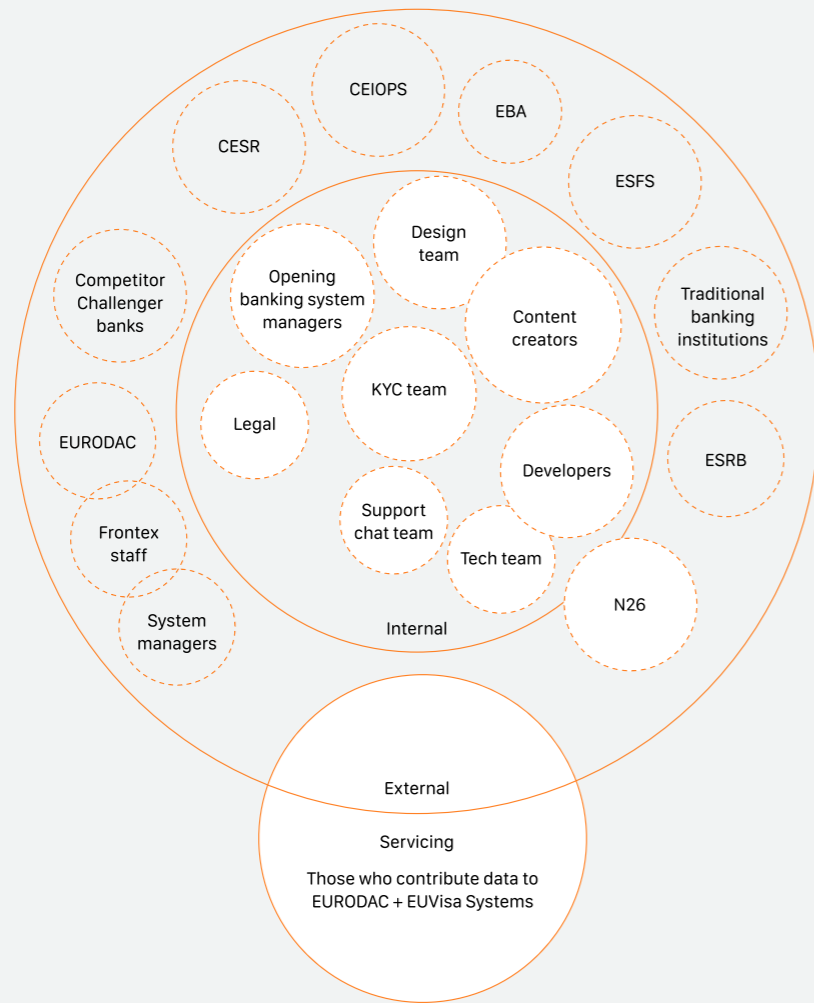 CEIOPS
EBA
CESR
ESFS
Design
team
Opening
banking system
managers
Competitor
Challenger
banks
Traditional
banking
institutions
Content
creators
KYC team
Legal
EURODAC
Developers
ESRB
Support
chat team
Frontex
staff
Tech team
N26
System
managers
Internal
External
Servicing
Those who contribute data to
EURODAC + EUVisa Systems